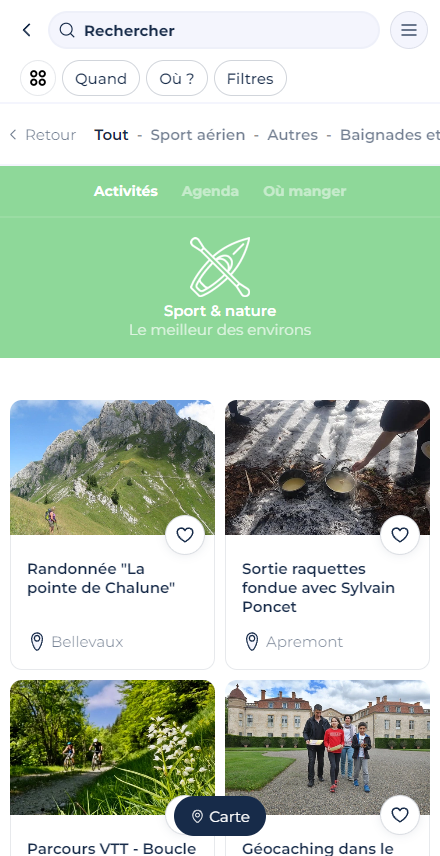 Rechercher
Quand
Où ?
Filtres
Retour
Tout - Sport aérien - Autres - Baignades et
Activités
Agenda
Où manger
Sport & nature
Le meilleur des environs
Randonnée "La
pointe de Chalune"
Bellevaux
Sortie raquettes
fondue avec Sylvain
Poncet
Apremont
Parcours VTT - Boucle
Géocaching dans le
Carte